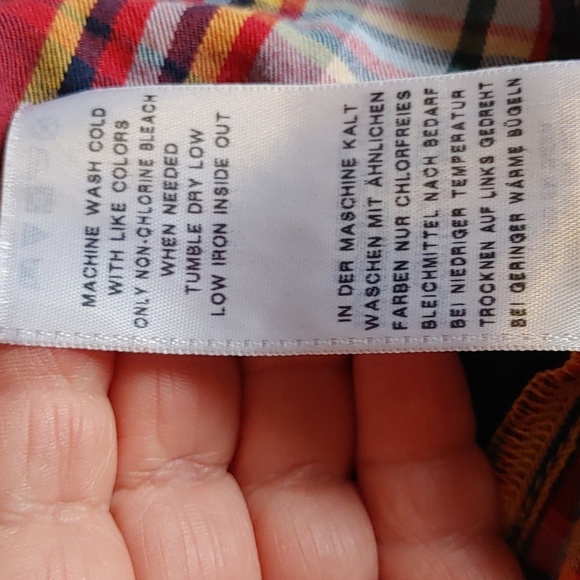 MACHINE WASH COLD
WITH LIKE COLORS
ONLY NON-CHLORINE BLEACH
WHEN NEEDED
TUMBLE DRY LOW
LOW IRON INSIDE OUT
IN DER MASCHINE KALT
WASCHEN MIT ÄHNLICHEN
FARBEN NUR CHLORFREIES
BLEICHMITTEL NACH BEDARF
BEI NIEDRIGER TEMPERATUR
TROCKNEN AUF LINKS GEDREHT
BEI GERINGER WÄRME BÜGELN